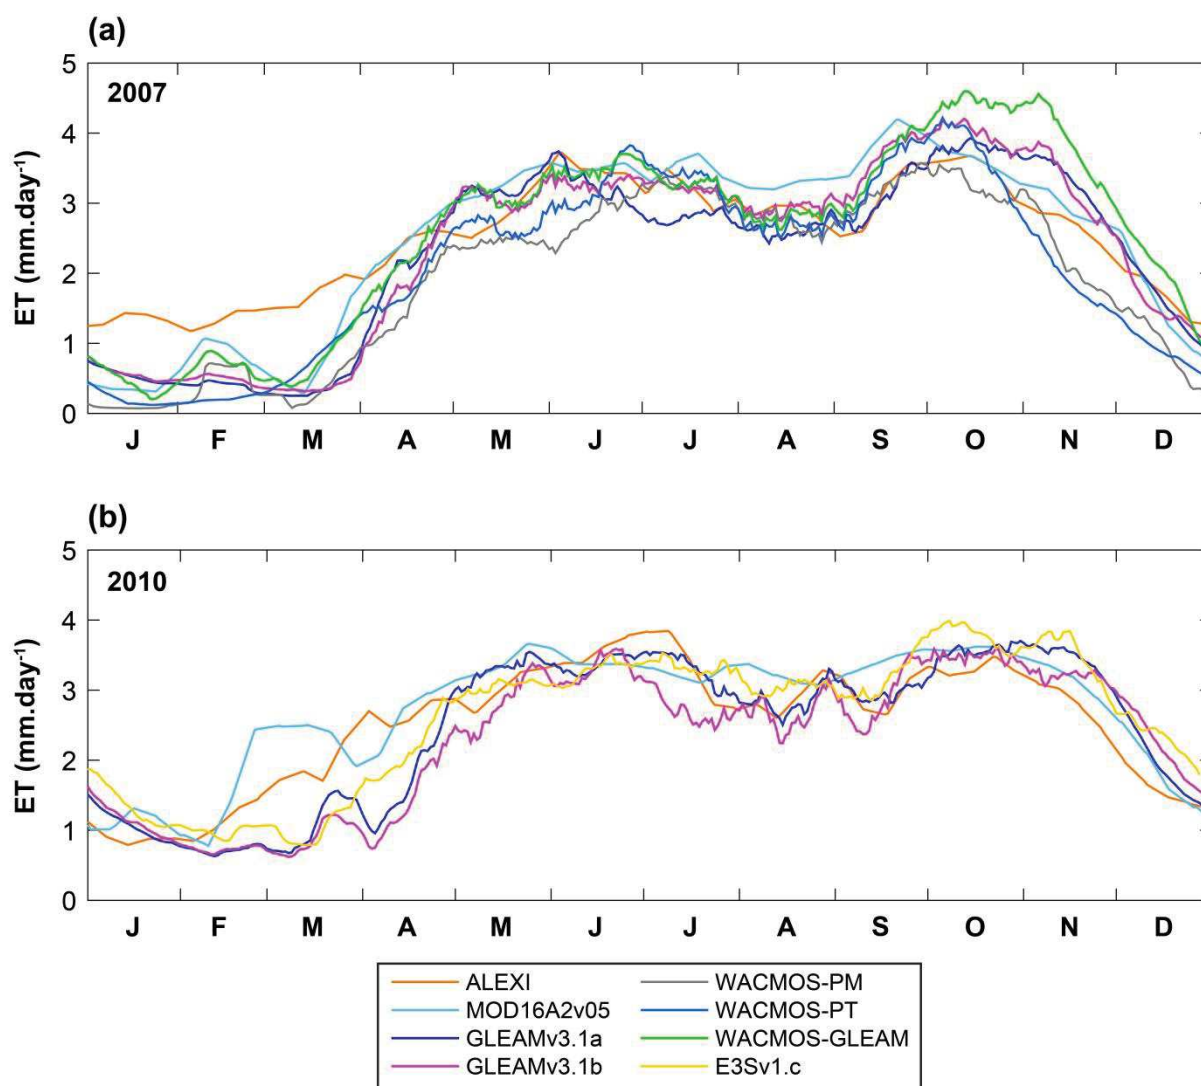 (a)
2007
ET (mm.day⁻¹)
5
4
3
2
1
0
J F M A M J J A S O N D
(b)
2010
ET (mm.day⁻¹)
5
4
3
2
1
0
J F M A M J J A S O N D
ALEXI
MOD16A2v05
GLEAMv3.1a
GLEAMv3.1b
WACMOS-PM
WACMOS-PT
WACMOS-GLEAM
E3Sv1.c